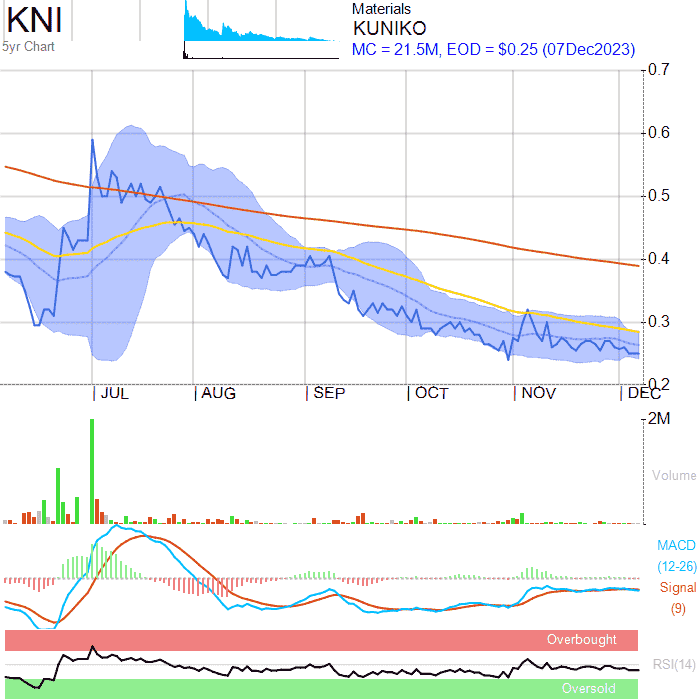 KNI
5yr Chart
Materials
KUNIKO
MC = 21.5M, EOD = $0.25 (07Dec2023)
0.7
0.6
0.5
0.4
0.3
0.2
JUL AUG SEP OCT NOV DEC
2M
Volume
MACD
(12-26)
Signal
(9)
Overbought
RSI(14)
Oversold